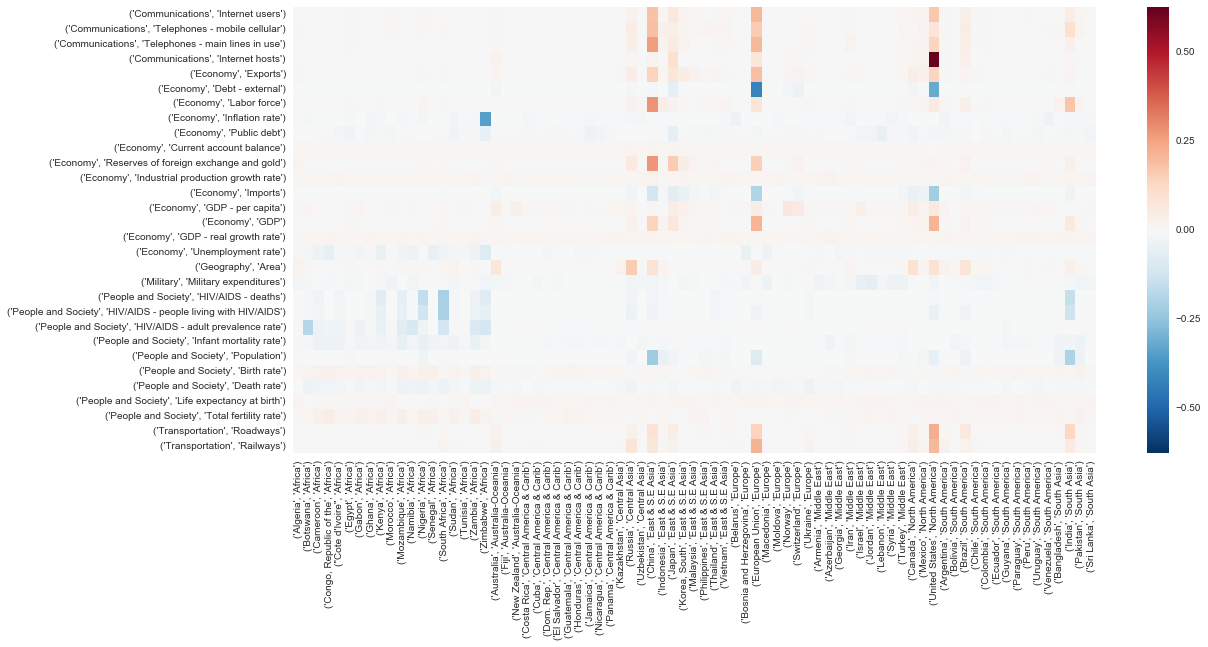 ('Communications', 'Internet users')
('Communications', 'Telephones - mobile cellular')
('Communications', 'Telephones - main lines in use')
('Communications', 'Internet hosts')
('Economy', 'Exports')
('Economy', 'Debt - external')
('Economy', 'Labor force')
('Economy', 'Inflation rate')
('Economy', 'Public debt')
('Economy', 'Current account balance')
('Economy', 'Reserves of foreign exchange and gold')
('Economy', 'Industrial production growth rate')
('Economy', 'Imports')
('Economy', 'GDP - per capita')
('Economy', 'GDP')
('Economy', 'GDP - real growth rate')
('Economy', 'Unemployment rate')
('Geography', 'Area')
('Military', 'Military expenditures')
('People and Society', 'HIV/AIDS - deaths')
('People and Society', 'HIV/AIDS - people living with HIV/AIDS')
('People and Society', 'HIV/AIDS - adult prevalence rate')
('People and Society', 'Infant mortality rate')
('People and Society', 'Population')
('People and Society', 'Birth rate')
('People and Society', 'Death rate')
('People and Society', 'Life expectancy at birth')
('People and Society', 'Total fertility rate')
('Transportation', 'Roadways')
('Transportation', 'Railways')
('Algeria', 'Africa')
('Botswana', 'Africa')
('Cameroon', 'Africa')
('Congo, Republic of the', 'Africa')
("Cote d'Ivoire", 'Africa')
('Egypt', 'Africa')
('Gabon', 'Africa')
('Ghana', 'Africa')
('Kenya', 'Africa')
('Morocco', 'Africa')
('Mozambique', 'Africa')
('Namibia', 'Africa')
('Nigeria', 'Africa')
('Senegal', 'Africa')
('South Africa', 'Africa')
('Sudan', 'Africa')
('Tunisia', 'Africa')
('Zambia', 'Africa')
('Zimbabwe', 'Africa')
('Australia', 'Australia-Oceania')
('Fiji', 'Australia-Oceania')
('New Zealand', 'Australia-Oceania')
('Costa Rica', 'Central America & Carib')
('Cuba', 'Central America & Carib')
('Dom. Rep.', 'Central America & Carib')
('El Salvador', 'Central America & Carib')
('Guatemala', 'Central America & Carib')
('Honduras', 'Central America & Carib')
('Jamaica', 'Central America & Carib')
('Nicaragua', 'Central America & Carib')
('Panama', 'Central America & Carib')
('Kazakhstan', 'Central Asia')
('Russia', 'Central Asia')
('Uzbekistan', 'Central Asia')
('China', 'East & S.E Asia')
('Indonesia', 'East & S.E Asia')
('Japan', 'East & S.E Asia')
('Korea, South', 'East & S.E Asia')
('Malaysia', 'East & S.E Asia')
('Philippines', 'East & S.E Asia')
('Thailand', 'East & S.E Asia')
('Vietnam', 'East & S.E Asia')
('Belarus', 'Europe')
('Bosnia and Herzegovina', 'Europe')
('European Union', 'Europe')
('Macedonia', 'Europe')
('Moldova', 'Europe')
('Norway', 'Europe')
('Switzerland', 'Europe')
('Ukraine', 'Europe')
('Armenia', 'Middle East')
('Azerbaijan', 'Middle East')
('Georgia', 'Middle East')
('Iran', 'Middle East')
('Israel', 'Middle East')
('Jordan', 'Middle East')
('Lebanon', 'Middle East')
('Syria', 'Middle East')
('Turkey', 'Middle East')
('Canada', 'North America')
('Mexico', 'North America')
('United States', 'North America')
('Argentina', 'South America')
('Bolivia', 'South America')
('Brazil', 'South America')
('Chile', 'South America')
('Colombia', 'South America')
('Ecuador', 'South America')
('Guyana', 'South America')
('Paraguay', 'South America')
('Peru', 'South America')
('Uruguay', 'South America')
('Venezuela', 'South America')
('Bangladesh', 'South Asia')
('India', 'South Asia')
('Pakistan', 'South Asia')
('Sri Lanka', 'South Asia')
0.50
0.25
0.00
−0.25
−0.50